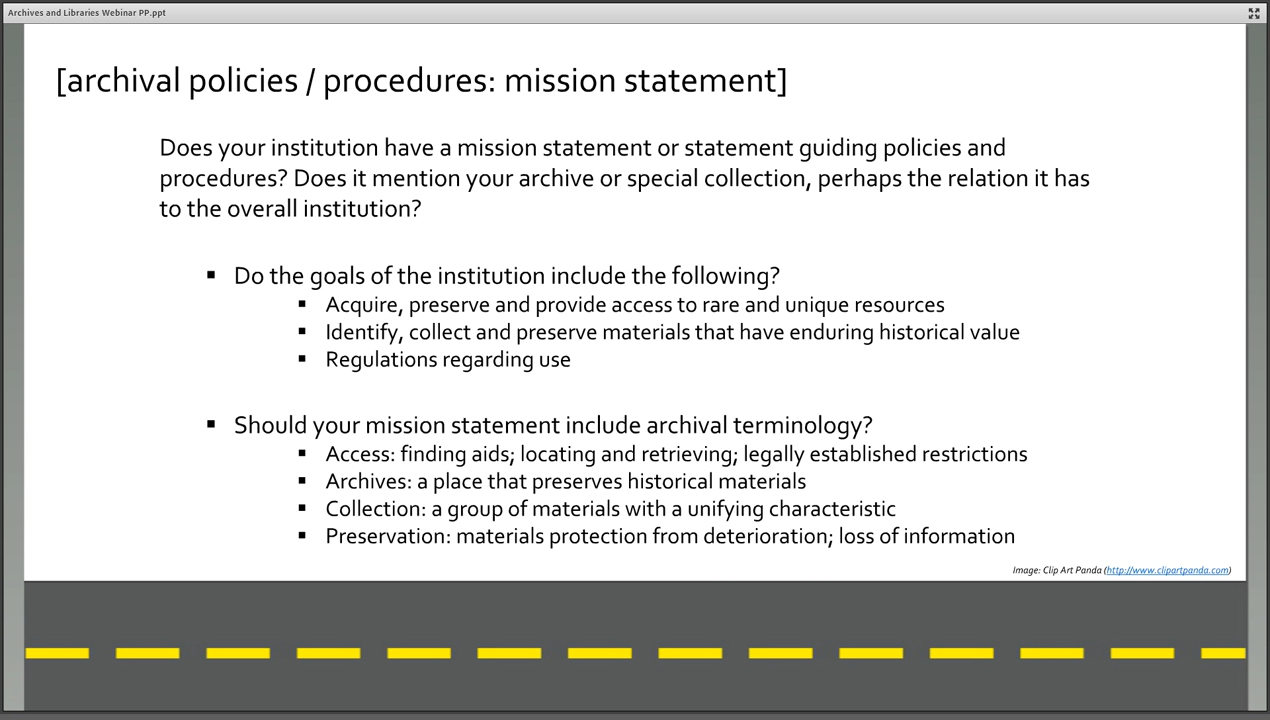 Archives and Libraries Webinar PP.ppt
[archival policies / procedures: mission statement]
Does your institution have a mission statement or statement guiding policies and
procedures? Does it mention your archive or special collection, perhaps the relation it has
to the overall institution?
▪ Do the goals of the institution include the following?
▪ Acquire, preserve and provide access to rare and unique resources
▪ Identify, collect and preserve materials that have enduring historical value
▪ Regulations regarding use
▪ Should your mission statement include archival terminology?
▪ Access: finding aids; locating and retrieving; legally established restrictions
▪ Archives: a place that preserves historical materials
▪ Collection: a group of materials with a unifying characteristic
▪ Preservation: materials protection from deterioration; loss of information
Image: Clip Art Panda (http://www.clipartpanda.com)